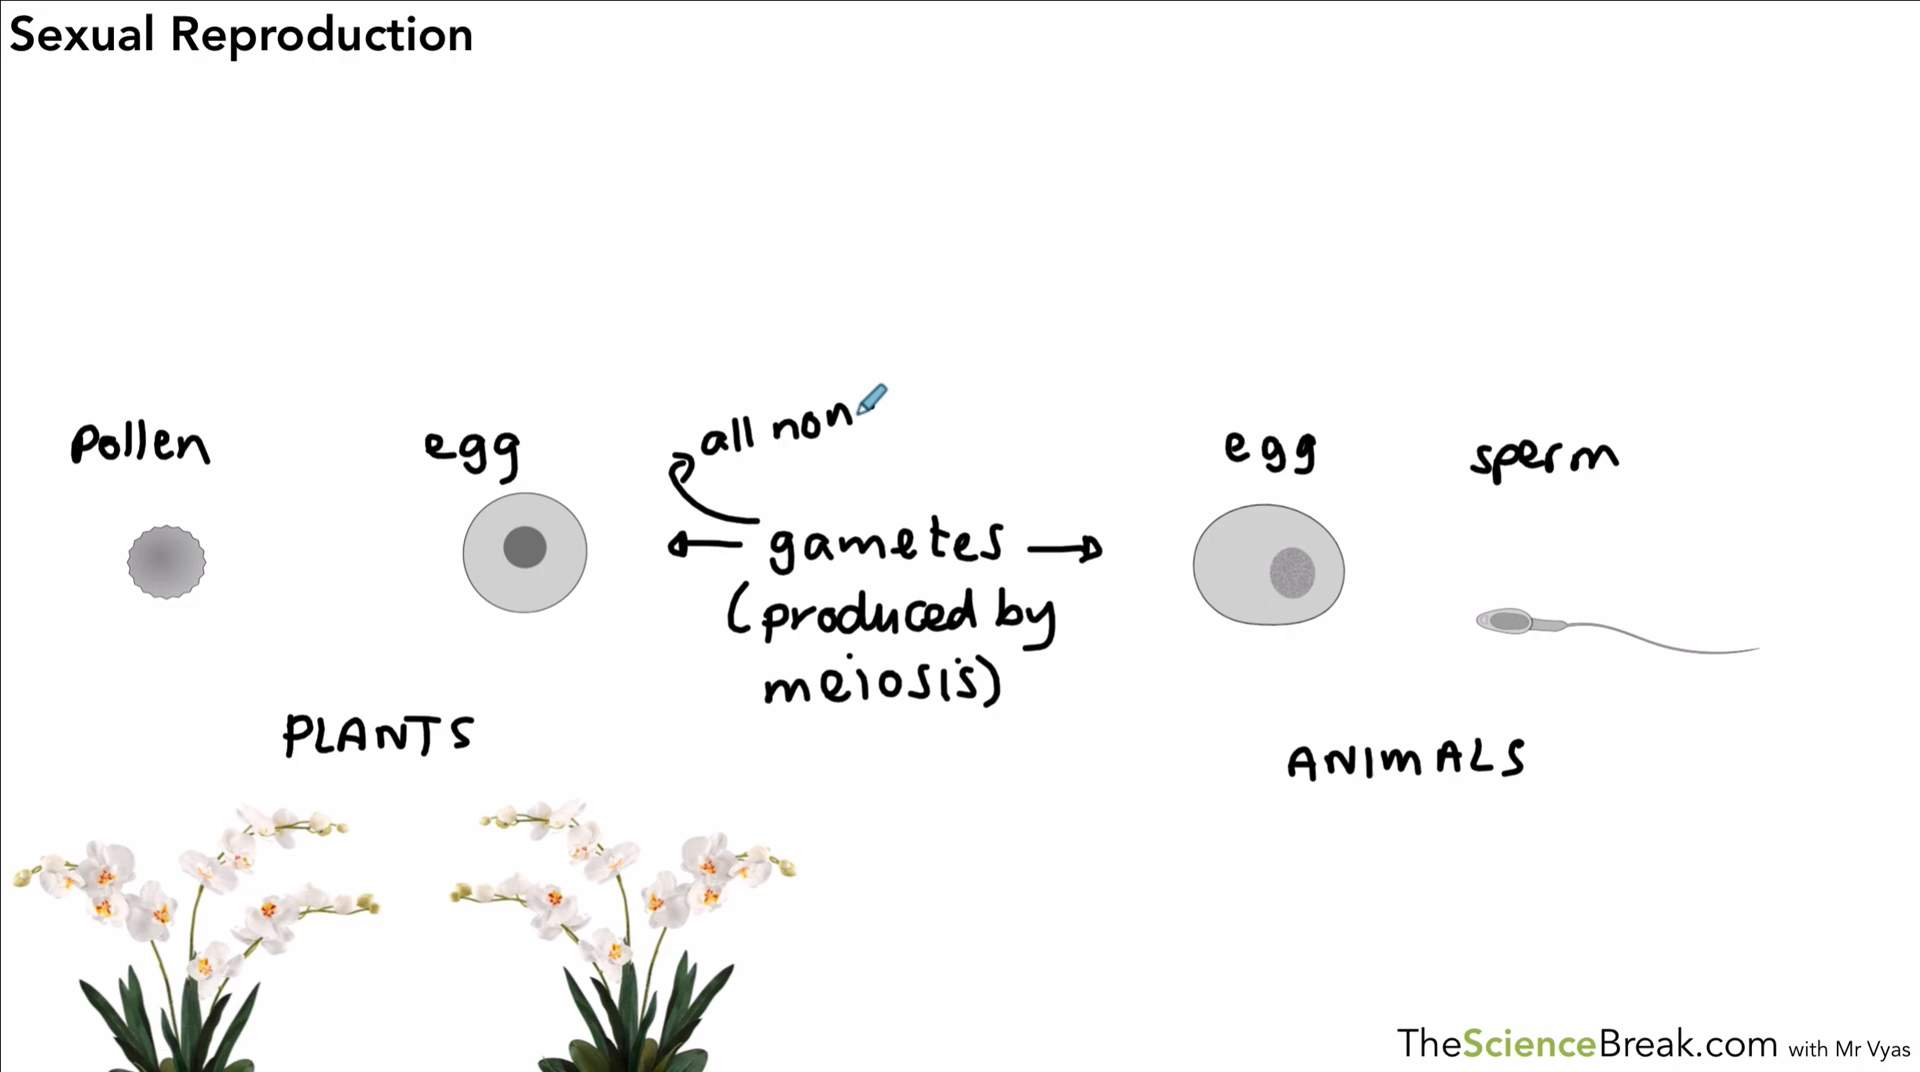 Sexual Reproduction
all non
pollen
egg
egg
sperm
gametes
(produced by
meiosis)
PLANTS
ANIMALS
TheScienceBreak.com with Mr Vyas